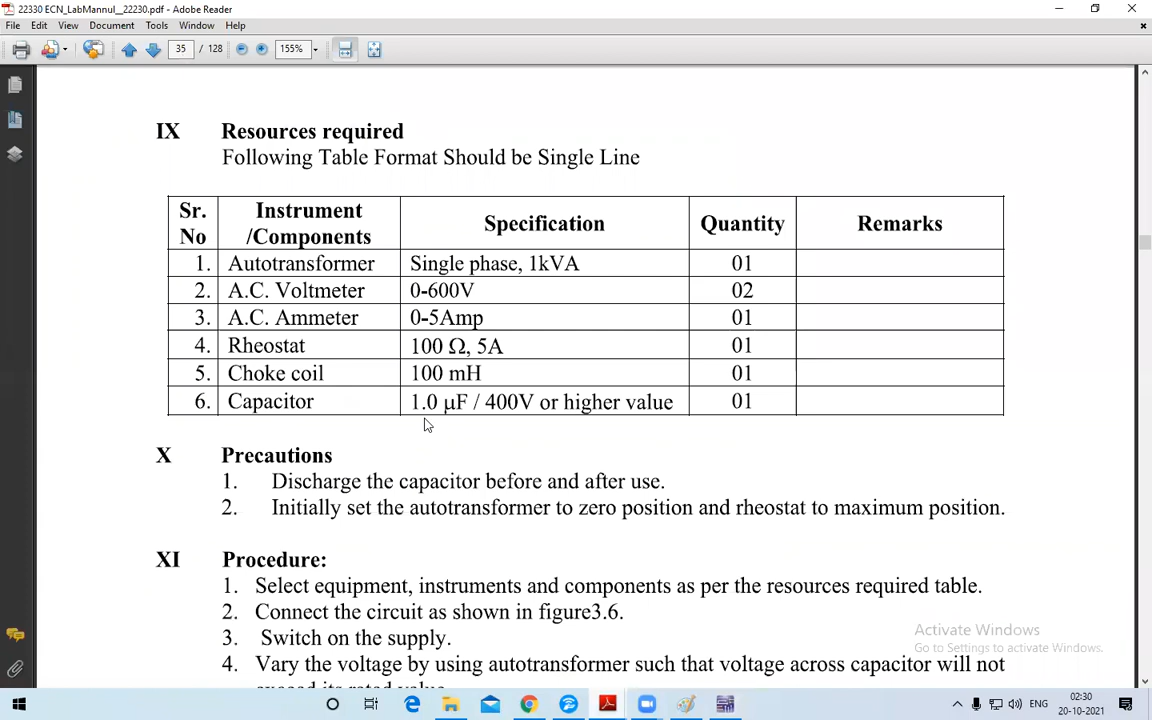 22330 ECN_LabMannul__22230.pdf - Adobe Reader
File Edit View Document Tools Window Help
35 / 128 155%
IX Resources required
Following Table Format Should be Single Line
Sr. No Instrument /Components Specification Quantity Remarks
1. Autotransformer Single phase, 1kVA 01
2. A.C. Voltmeter 0-600V 02
3. A.C. Ammeter 0-5Amp 01
4. Rheostat 100 Ω, 5A 01
5. Choke coil 100 mH 01
6. Capacitor 1.0 μF / 400V or higher value 01
X Precautions
1. Discharge the capacitor before and after use.
2. Initially set the autotransformer to zero position and rheostat to maximum position.
XI Procedure:
1. Select equipment, instruments and components as per the resources required table.
2. Connect the circuit as shown in figure3.6.
3. Switch on the supply.
4. Vary the voltage by using autotransformer such that voltage across capacitor will not
exceed its rated value
Activate Windows
Go to Settings to activate Windows.
ENG
02:30
20-10-2021